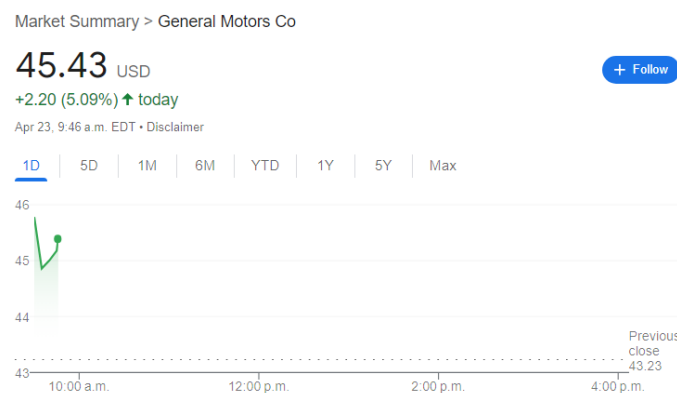 Market Summary > General Motors Co
45.43 USD
+ Follow
+2.20 (5.09%) ↑ today
Apr 23, 9:46 a.m. EDT • Disclaimer
1D 5D 1M 6M YTD 1Y 5Y Max
46
45
44
Previous
close
43.23
43
10:00 a.m. 12:00 p.m. 2:00 p.m. 4:00 p.m.